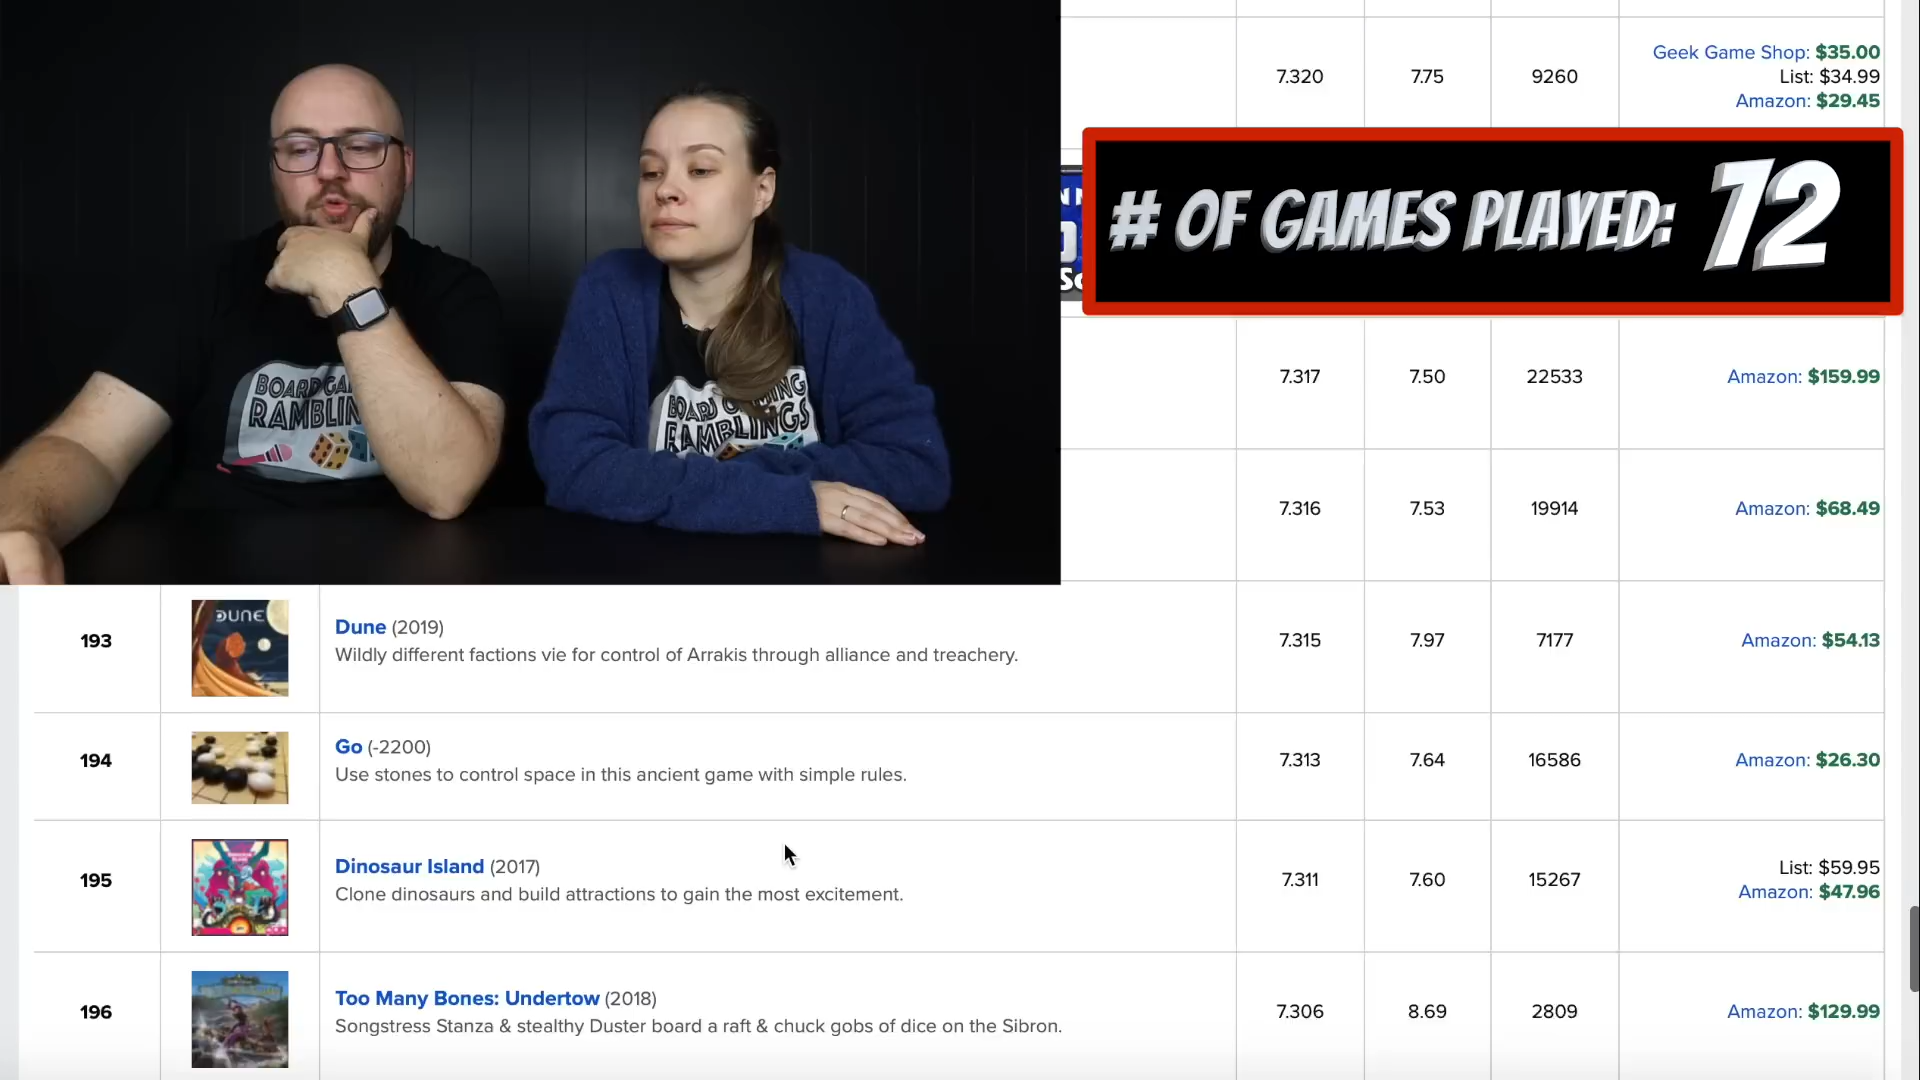 7.320 7.75 9260 Geek Game Shop: $35.00
List: $34.99
Amazon: $29.45
# OF GAMES PLAYED: 72
7.317 7.50 22533 Amazon: $159.99
7.316 7.53 19914 Amazon: $68.49
BOARD GA
RAMBLIN
BOARD GAMING
RAMBLINGS
193 DUNE Dune (2019) 7.315 7.97 7177 Amazon: $54.13
Wildly different factions vie for control of Arrakis through alliance and treachery.
194 Go (-2200) 7.313 7.64 16586 Amazon: $26.30
Use stones to control space in this ancient game with simple rules.
195 Dinosaur Island (2017) 7.311 7.60 15267 List: $59.95
Clone dinosaurs and build attractions to gain the most excitement. Amazon: $47.96
196 Too Many Bones: Undertow (2018) 7.306 8.69 2809 Amazon: $129.99
Songstress Stanza & stealthy Duster board a raft & chuck gobs of dice on the Sibron.